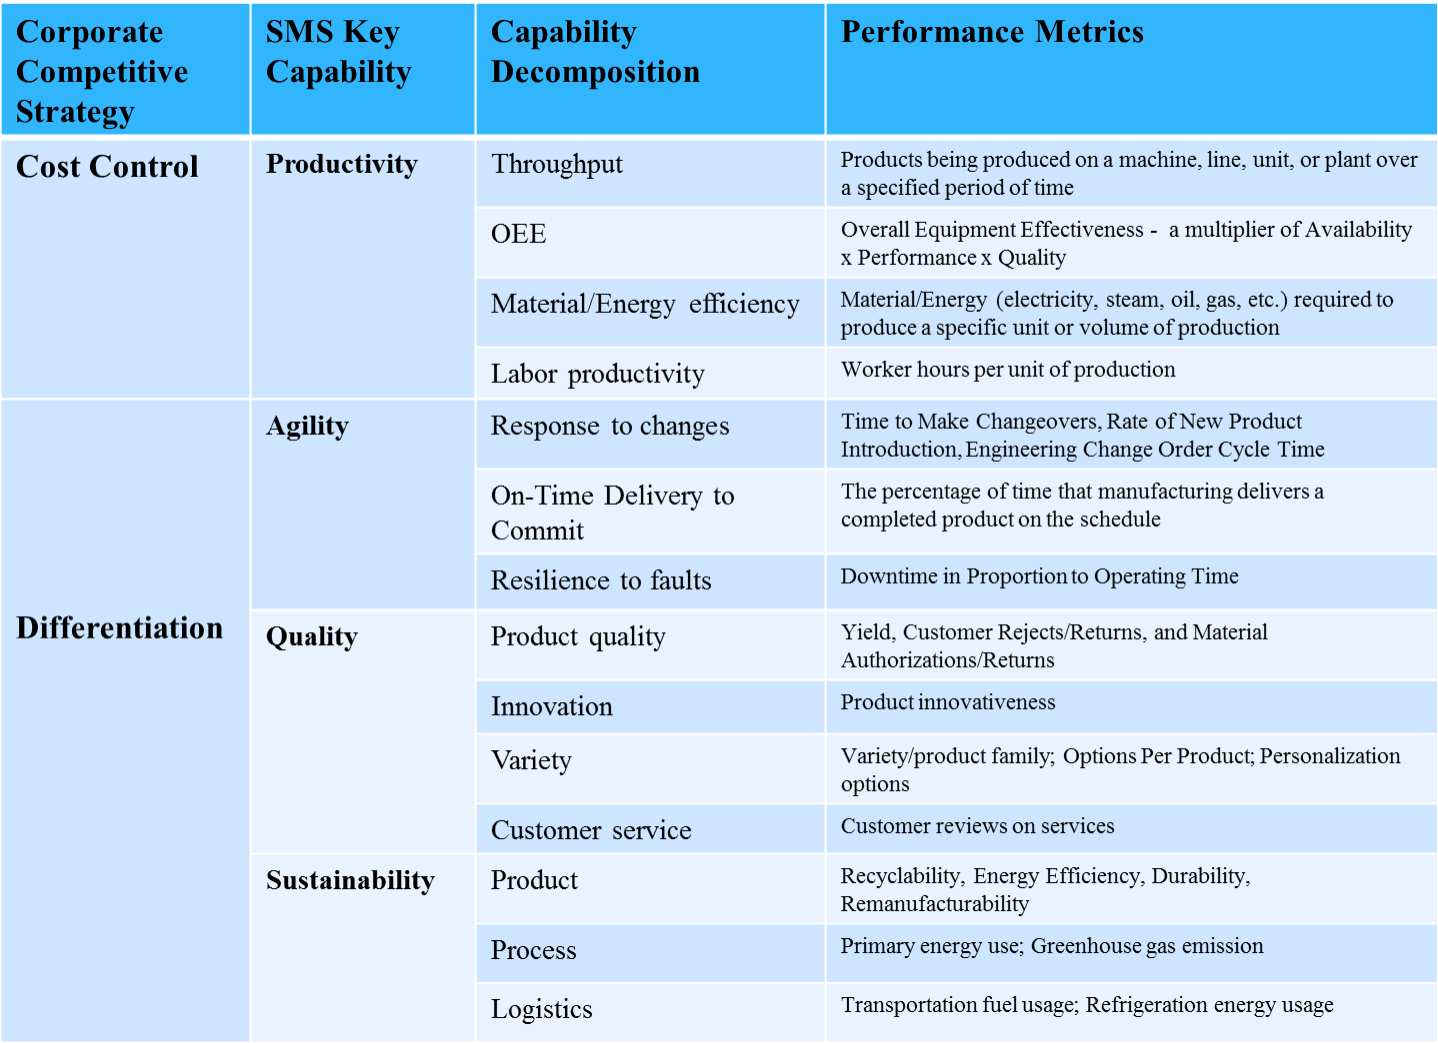 Corporate
Competitive
Strategy
SMS Key
Capability
Capability
Decomposition
Performance Metrics
Cost Control
Productivity
Throughput
Products being produced on a machine, line, unit, or plant over
a specified period of time
OEE
Overall Equipment Effectiveness - a multiplier of Availability
x Performance x Quality
Material/Energy efficiency
Material/Energy (electricity, steam, oil, gas, etc.) required to
produce a specific unit or volume of production
Labor productivity
Worker hours per unit of production
Differentiation
Agility
Response to changes
Time to Make Changeovers, Rate of New Product
Introduction, Engineering Change Order Cycle Time
On-Time Delivery to
Commit
The percentage of time that manufacturing delivers a
completed product on the schedule
Resilience to faults
Downtime in Proportion to Operating Time
Quality
Product quality
Yield, Customer Rejects/Returns, and Material
Authorizations/Returns
Innovation
Product innovativeness
Variety
Variety/product family; Options Per Product; Personalization
options
Customer service
Customer reviews on services
Sustainability
Product
Recyclability, Energy Efficiency, Durability,
Remanufacturability
Process
Primary energy use; Greenhouse gas emission
Logistics
Transportation fuel usage; Refrigeration energy usage